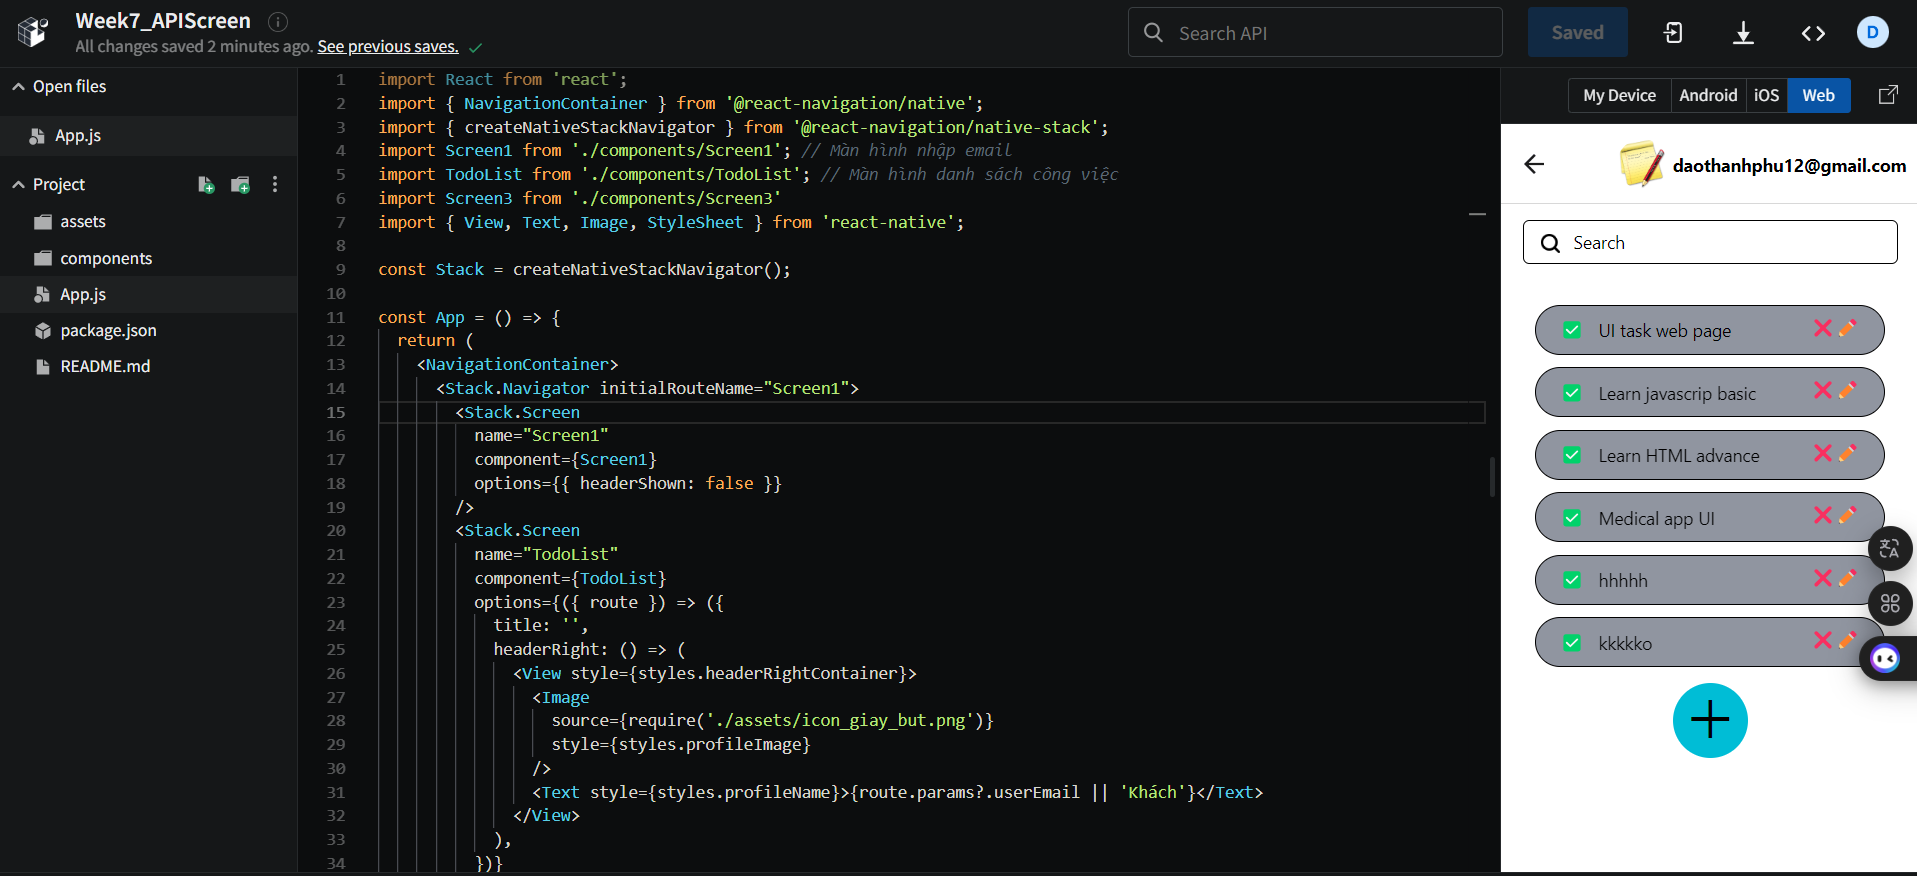 Week7_APIScreen
All changes saved 2 minutes ago. See previous saves.
Search API
Saved
D
Open files
App.js
Project
assets
components
App.js
package.json
README.md
1 import React from 'react';
2 import { NavigationContainer } from '@react-navigation/native';
3 import { createNativeStackNavigator } from '@react-navigation/native-stack';
4 import Screen1 from './components/Screen1'; // Màn hình nhập email
5 import TodoList from './components/TodoList'; // Màn hình danh sách công việc
6 import Screen3 from './components/Screen3'
7 import { View, Text, Image, StyleSheet } from 'react-native';
8
9 const Stack = createNativeStackNavigator();
10
11 const App = () => {
12 return (
13 <NavigationContainer>
14 <Stack.Navigator initialRouteName="Screen1">
15 <Stack.Screen
16 name="Screen1"
17 component={Screen1}
18 options={{ headerShown: false }}
19 />
20 <Stack.Screen
21 name="TodoList"
22 component={TodoList}
23 options={({ route }) => ({
24 title: '',
25 headerRight: () => (
26 <View style={styles.headerRightContainer}>
27 <Image
28 source={require('./assets/icon_giay_but.png')}
29 style={styles.profileImage}
30 />
31 <Text style={styles.profileName}>{route.params?.userEmail || 'Khách'}</Text>
32 </View>
33 ),
34 })}
My Device Android iOS Web
daothanhphu12@gmail.com
Search
UI task web page
Learn javascrip basic
Learn HTML advance
Medical app UI
hhhhh
kkkkko